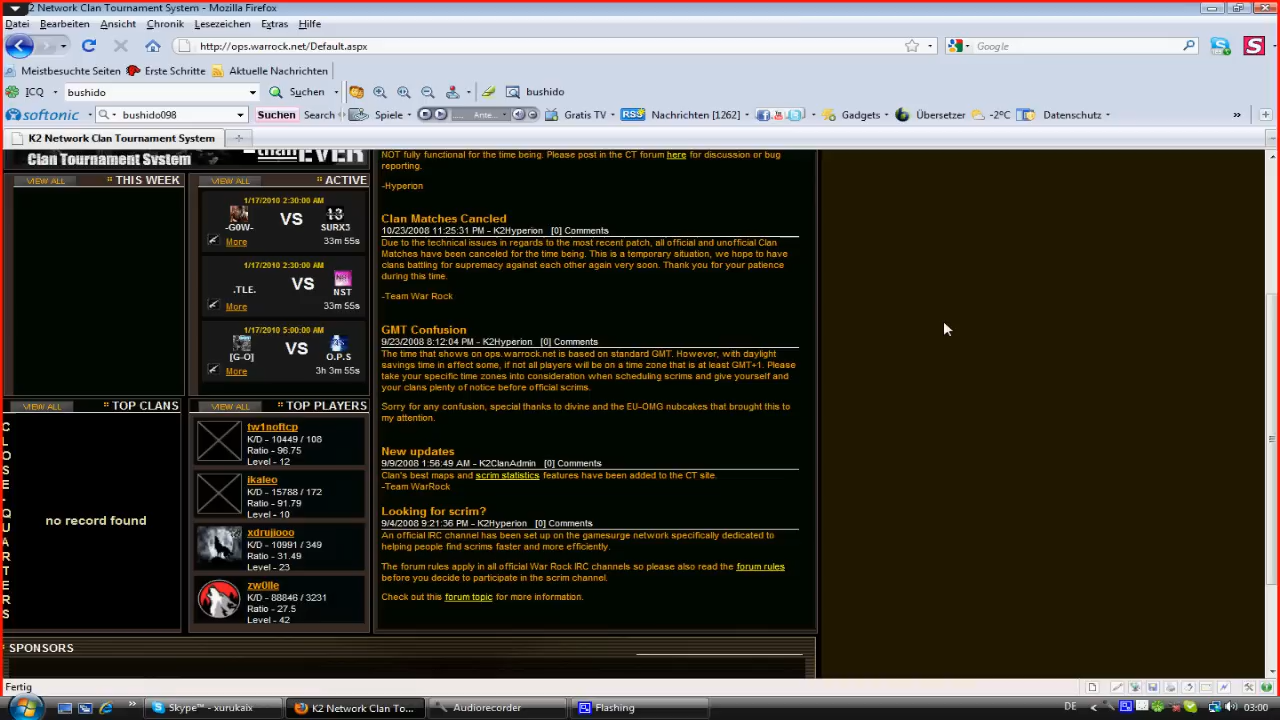 K2 Network Clan Tournament System - Mozilla Firefox
Datei Bearbeiten Ansicht Chronik Lesezeichen Extras Hilfe
http://ops.warrock.net/Default.aspx
Google
Meistbesuchte Seiten Erste Schritte Aktuelle Nachrichten
ICQ bushido Suchen bushido
softonic bushido098 Search Search Spiele Ante... Gratis TV RSS Nachrichten [1262] Gadgets Übersetzer -2°C Datenschutz
K2 Network Clan Tournament System
Clan Tournament System
EVER
VIEW ALL THIS WEEK
VIEW ALL ACTIVE
1/17/2010 2:30:00 AM
VS
-G0W- SURX3
More 33m 55s
1/17/2010 2:30:00 AM
VS
.TLE. NST
More 33m 55s
1/17/2010 5:00:00 AM
VS
[G-O] O.P.S
More 3h 3m 55s
VIEW ALL TOP CLANS
CLOSE-QUARTERS
no record found
VIEW ALL TOP PLAYERS
tw1noftcp
K/D - 10449 / 108
Ratio - 96.75
Level - 12
ikaleo
K/D - 15788 / 172
Ratio - 91.79
Level - 10
xdrujiooo
K/D - 10991 / 349
Ratio - 31.49
Level - 23
zw0lle
K/D - 88846 / 3231
Ratio - 27.5
Level - 42
NOT fully functional for the time being. Please post in the CT forum here for discussion or bug
reporting.
-Hyperion
Clan Matches Cancled
10/23/2008 11:25:31 PM - K2Hyperion [0] Comments
Due to the technical issues in regards to the most recent patch, all official and unofficial Clan
Matches have been canceled for the time being. This is a temporary situation, we hope to have
clans battling for supremacy against each other again very soon. Thank you for your patience
during this time.
-Team War Rock
GMT Confusion
9/23/2008 8:12:04 PM - K2Hyperion [0] Comments
The time that shows on ops.warrock.net is based on standard GMT. However, with daylight
savings time in affect some, if not all players will be on a time zone that is at least GMT+1. Please
take your specific time zones into consideration when scheduling scrims and give yourself and
your clans plenty of notice before official scrims.
Sorry for any confusion, special thanks to divine and the EU-OMG nubcakes that brought this to
my attention.
New updates
9/9/2008 1:56:49 AM - K2ClanAdmin [0] Comments
Clan's best maps and scrim statistics features have been added to the CT site.
-Team WarRock
Looking for scrim?
9/4/2008 9:21:36 PM - K2Hyperion [0] Comments
An official IRC channel has been set up on the gamesurge network specifically dedicated to
helping people find scrims faster and more efficiently.
The forum rules apply in all official War Rock IRC channels so please also read the forum rules
before you decide to participate in the scrim channel.
Check out this forum topic for more information.
SPONSORS
Fertig
Skype™ - xurukaix K2 Network Clan To... Audiorecorder Flashing DE 03:00